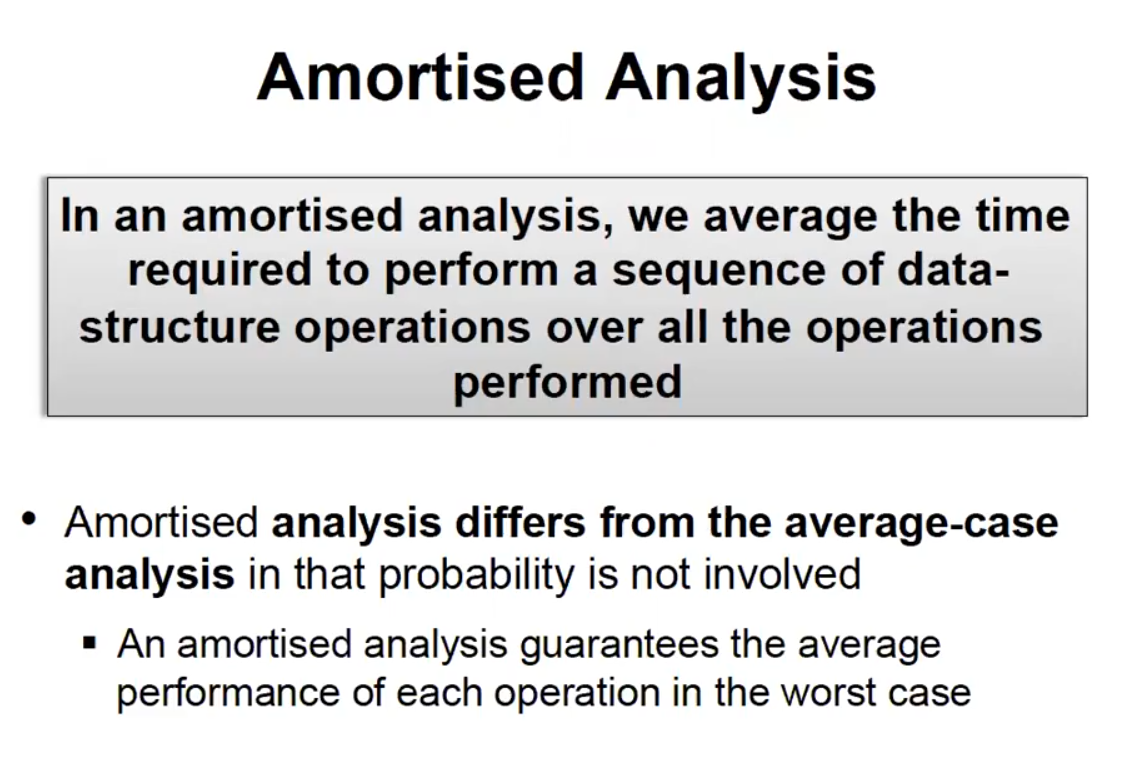 Amortised Analysis
In an amortised analysis, we average the time
required to perform a sequence of data-
structure operations over all the operations
performed
• Amortised analysis differs from the average-case
analysis in that probability is not involved
▪ An amortised analysis guarantees the average
performance of each operation in the worst case